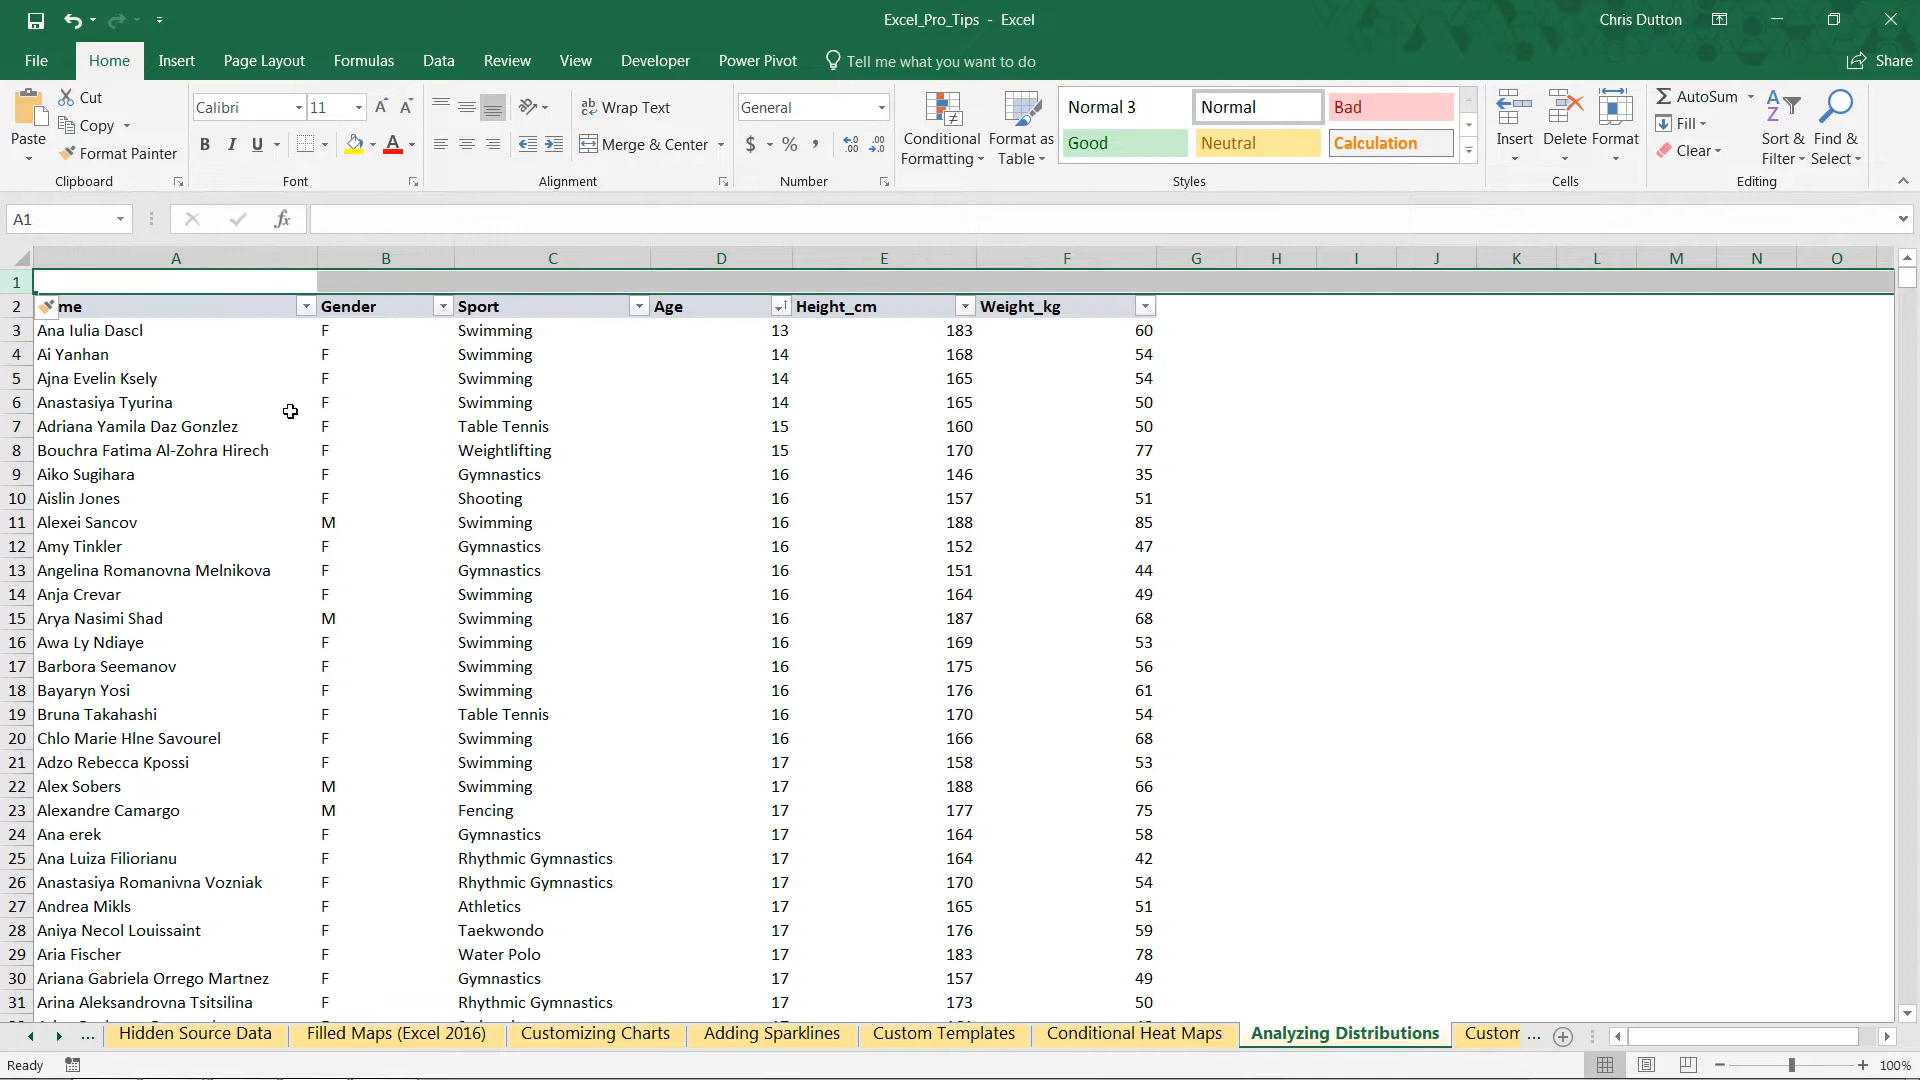 Excel_Pro_Tips - Excel
Chris Dutton
File Home Insert Page Layout Formulas Data Review View Developer Power Pivot Tell me what you want to do Share
Paste
Cut
Copy
Format Painter
Clipboard
Calibri 11
B I U
Font
Wrap Text
Merge & Center
Alignment
General
$ % ,
Number
Conditional Formatting
Format as Table
Normal 3 Normal Bad
Good Neutral Calculation
Styles
Insert Delete Format
Cells
AutoSum
Fill
Clear
Sort & Filter
Find & Select
Editing
A1
fx
A B C D E F G H I J K L M N O
1
2 me Gender Sport Age Height_cm Weight_kg
3 Ana Iulia Dascl F Swimming 13 183 60
4 Ai Yanhan F Swimming 14 168 54
5 Ajna Evelin Ksely F Swimming 14 165 54
6 Anastasiya Tyurina F Swimming 14 165 50
7 Adriana Yamila Daz Gonzlez F Table Tennis 15 160 50
8 Bouchra Fatima Al-Zohra Hirech F Weightlifting 15 170 77
9 Aiko Sugihara F Gymnastics 16 146 35
10 Aislin Jones F Shooting 16 157 51
11 Alexei Sancov M Swimming 16 188 85
12 Amy Tinkler F Gymnastics 16 152 47
13 Angelina Romanovna Melnikova F Gymnastics 16 151 44
14 Anja Crevar F Swimming 16 164 49
15 Arya Nasimi Shad M Swimming 16 187 68
16 Awa Ly Ndiaye F Swimming 16 169 53
17 Barbora Seemanov F Swimming 16 175 56
18 Bayaryn Yosi F Swimming 16 176 61
19 Bruna Takahashi F Table Tennis 16 170 54
20 Chlo Marie Hlne Savourel F Swimming 16 166 68
21 Adzo Rebecca Kpossi F Swimming 17 158 53
22 Alex Sobers M Swimming 17 188 66
23 Alexandre Camargo M Fencing 17 177 75
24 Ana erek F Gymnastics 17 164 58
25 Ana Luiza Filiorianu F Rhythmic Gymnastics 17 164 42
26 Anastasiya Romanivna Vozniak F Rhythmic Gymnastics 17 170 54
27 Andrea Mikls F Athletics 17 165 51
28 Aniya Necol Louissaint F Taekwondo 17 176 59
29 Aria Fischer F Water Polo 17 183 78
30 Ariana Gabriela Orrego Martnez F Gymnastics 17 157 49
31 Arina Aleksandrovna Tsitsilina F Rhythmic Gymnastics 17 173 50
... Hidden Source Data Filled Maps (Excel 2016) Customizing Charts Adding Sparklines Custom Templates Conditional Heat Maps Analyzing Distributions Custom ...
Ready
100%